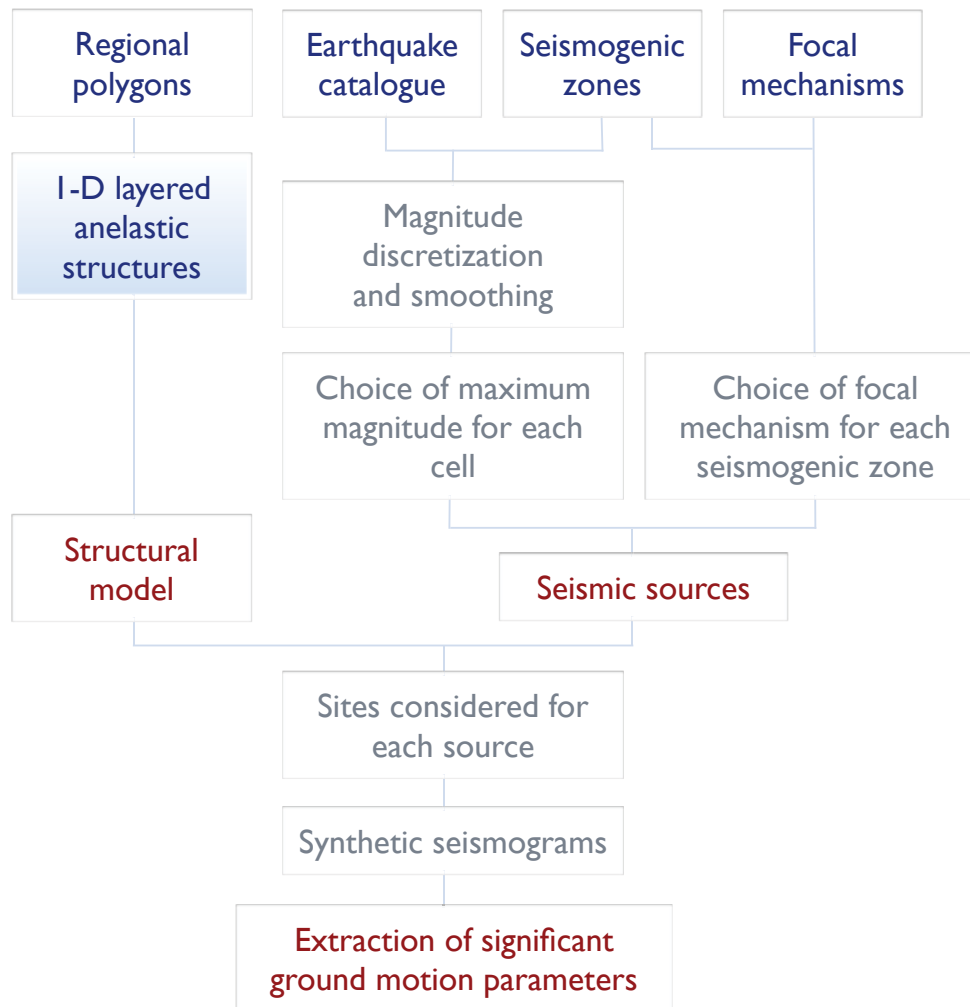 Regional
polygons
Earthquake
catalogue
Seismogenic
zones
Focal
mechanisms
1-D layered
anelastic
structures
Magnitude
discretization
and smoothing
Choice of maximum
magnitude for each
cell
Choice of focal
mechanism for each
seismogenic zone
Structural
model
Seismic sources
Sites considered for
each source
Synthetic seismograms
Extraction of significant
ground motion parameters